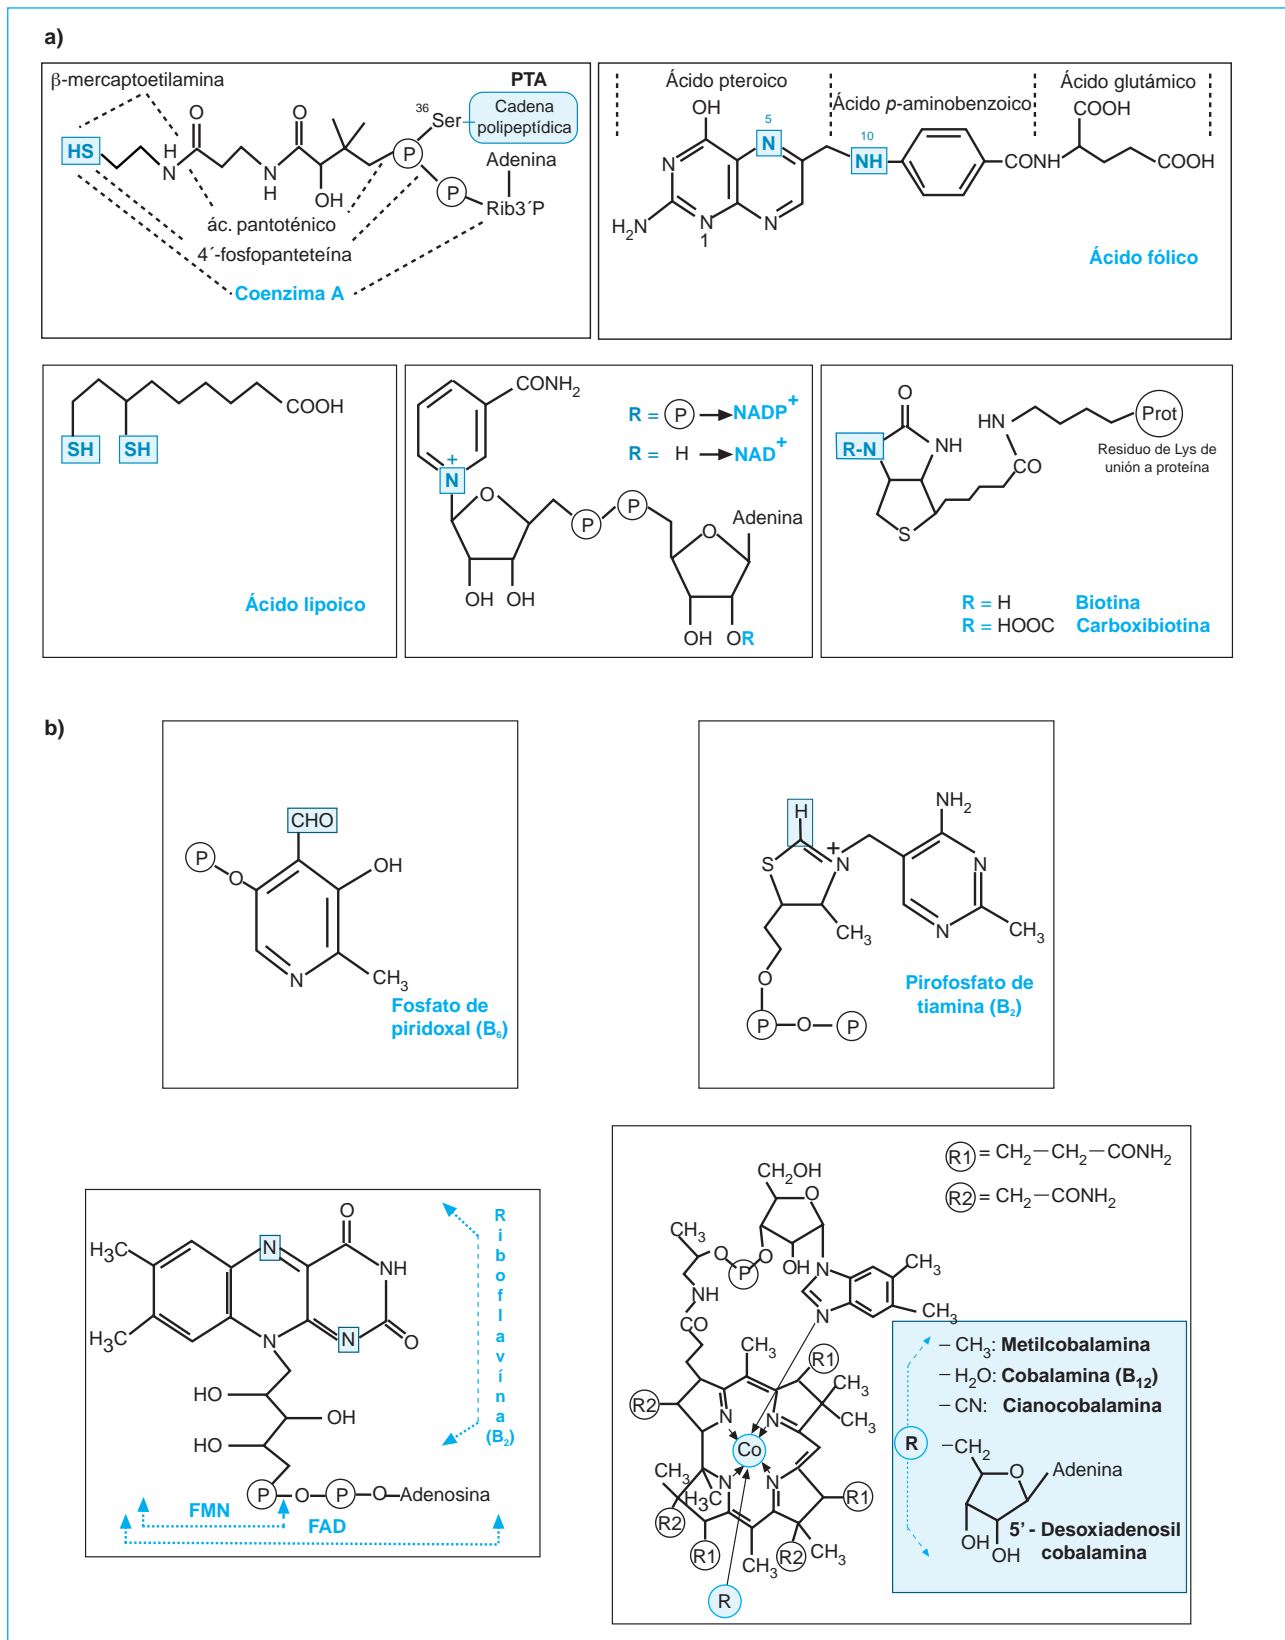 a)
β-mercaptoetilamina
PTA
36
Ser
Cadena
polipeptídica
HS
H
N
O
N
H
O
OH
P
P
Adenina
Rib3´P
ác. pantoténico
4´-fosfopanteteína
Coenzima A
Ácido pteroico
Ácido p-aminobenzoico
Ácido glutámico
OH
5
N
10
NH
N
H₂N
N
1
N
CONH
COOH
COOH
Ácido fólico
SH
SH
COOH
Ácido lipoico
CONH₂
R = P → NADP⁺
R = H → NAD⁺
+
N
O
P
P
O
Adenina
OH OH
OH OR
O
R-N
NH
S
HN
CO
Prot
Residuo de Lys de
unión a proteína
R = H Biotina
R = HOOC Carboxibiotina
b)
CHO
P
O
OH
N
CH₃
Fosfato de
piridoxal (B₆)
H
S
+
N
NH₂
N
N
CH₃
CH₃
O
P—O—P
Pirofosfato de
tiamina (B₂)
O
H₃C
N
NH
H₃C
N
N
O
HO
OH
HO
P—O—P—O—Adenosina
FMN
FAD
Riboflavína
(B₂)
R1 = CH₂—CH₂—CONH₂
R2 = CH₂—CONH₂
CH₂OH
O
CH₃
O
P
O
OH
N
CH₃
NH
N
CH₃
CO
CH₃
R1
R2
CH₃
CH₃
N
N
Co
N
N
CH₃
CH₃
H₃C
R2
R1
R1
CH₃
R2
CH₃
R
– CH₃: Metilcobalamina
– H₂O: Cobalamina (B₁₂)
– CN: Cianocobalamina
R
– CH₂
O
Adenina
OH
OH
5’ - Desoxiadenosil
cobalamina